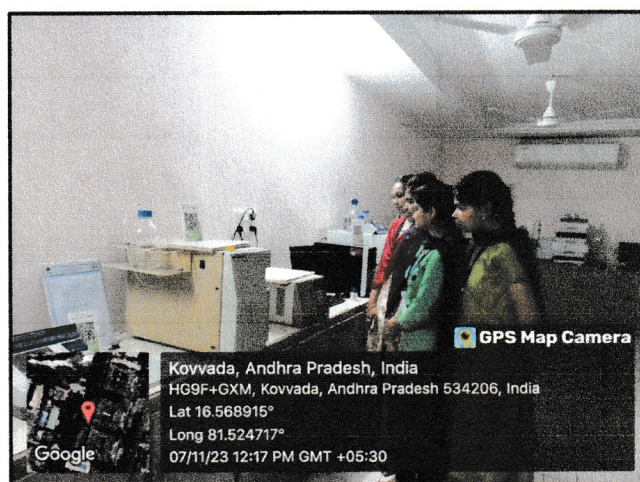 GPS Map Camera
Kovvada, Andhra Pradesh, India
HG9F+GXM, Kovvada, Andhra Pradesh 534206, India
Lat 16.568915°
Long 81.524717°
07/11/23 12:17 PM GMT +05:30
Google